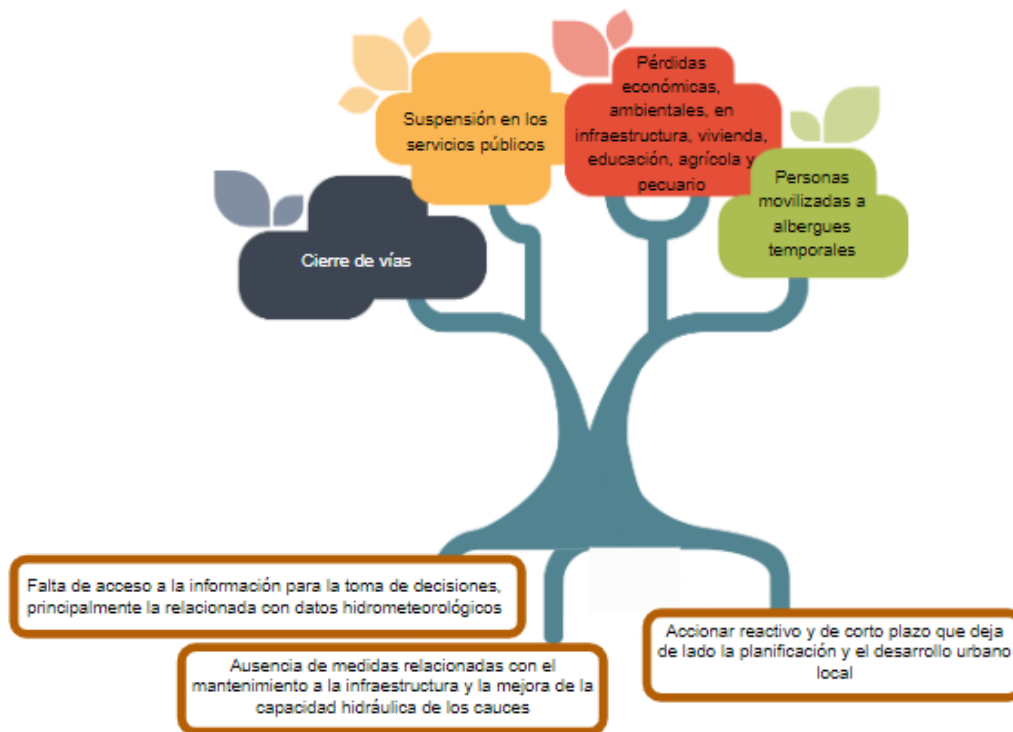 Suspensión en los
servicios públicos
Pérdidas
económicas,
ambientales, en
infraestructura, vivienda,
educación, agrícola y
pecuario
Personas
movilizadas a
albergues
temporales
Cierre de vías
Falta de acceso a la información para la toma de decisiones,
principalmente la relacionada con datos hidrometeorológicos
Ausencia de medidas relacionadas con el
mantenimiento a la infraestructura y la mejora de la
capacidad hidráulica de los cauces
Accionar reactivo y de corto plazo que deja
de lado la planificación y el desarrollo urbano
local